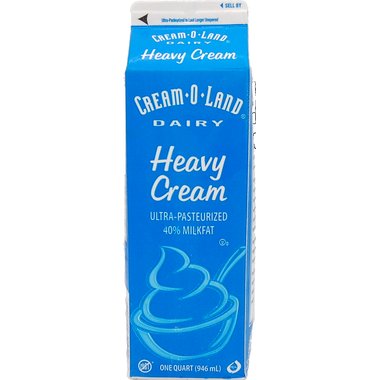 SELL BY
Ultra-Pasteurized to Last Longer Unopened
CREAM-O-LAND®
DAIRY
Heavy Cream
CREAM-O-LAND®
DAIRY
Heavy
Cream
ULTRA-PASTEURIZED
40% MILKFAT
ONE QUART (946 mL)